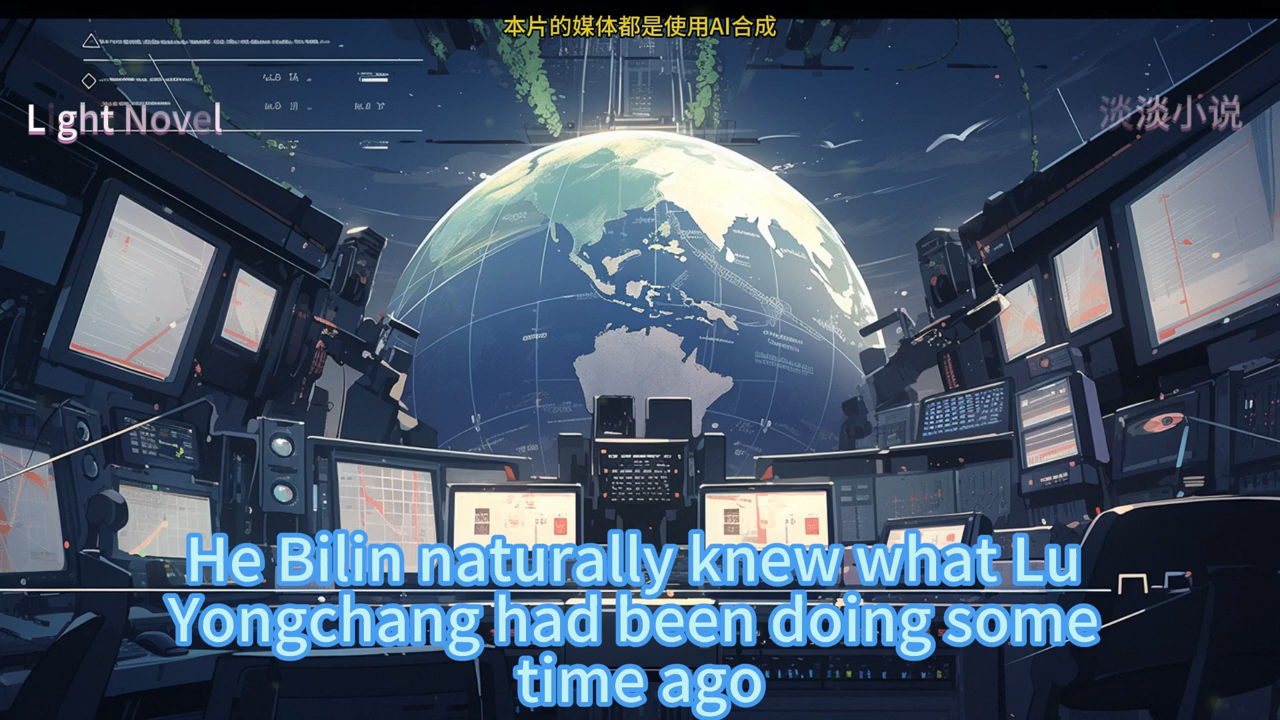 本片的媒体都是使用AI合成
Light Novel
淡淡小说
He Bilin naturally knew what Lu
Yongchang had been doing some
time ago